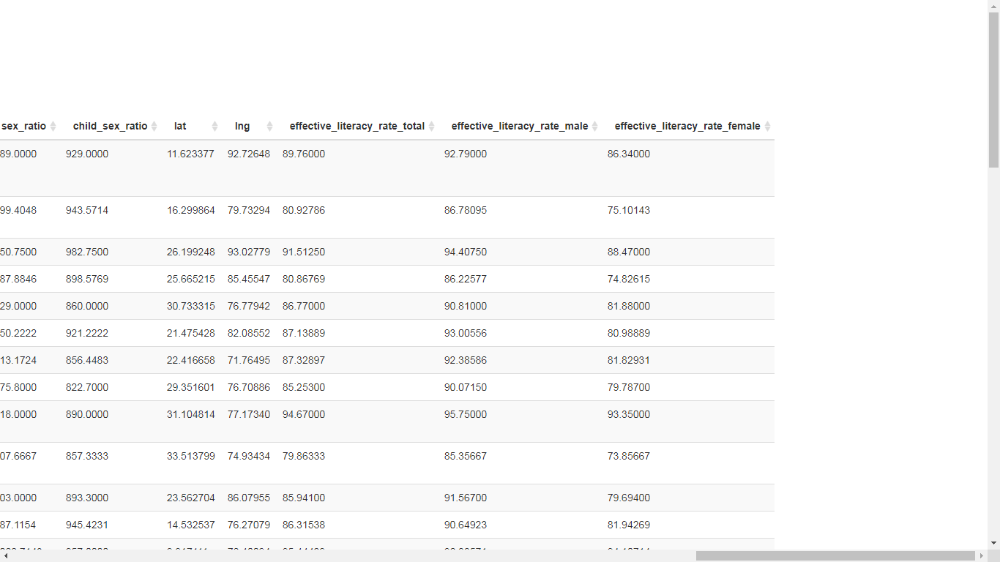 sex_ratio child_sex_ratio lat lng effective_literacy_rate_total effective_literacy_rate_male effective_literacy_rate_female
89.0000 929.0000 11.623377 92.72648 89.76000 92.79000 86.34000
99.4048 943.5714 16.299864 79.73294 80.92786 86.78095 75.10143
50.7500 982.7500 26.199248 93.02779 91.51250 94.40750 88.47000
87.8846 898.5769 25.665215 85.45547 80.86769 86.22577 74.82615
29.0000 860.0000 30.733315 76.77942 86.77000 90.81000 81.88000
50.2222 921.2222 21.475428 82.08552 87.13889 93.00556 80.98889
13.1724 856.4483 22.416658 71.76495 87.32897 92.38586 81.82931
75.8000 822.7000 29.351601 76.70886 85.25300 90.07150 79.78700
18.0000 890.0000 31.104814 77.17340 94.67000 95.75000 93.35000
07.6667 857.3333 33.513799 74.93434 79.86333 85.35667 73.85667
03.0000 893.3000 23.562704 86.07955 85.94100 91.56700 79.69400
87.1154 945.4231 14.532537 76.27079 86.31538 90.64923 81.94269